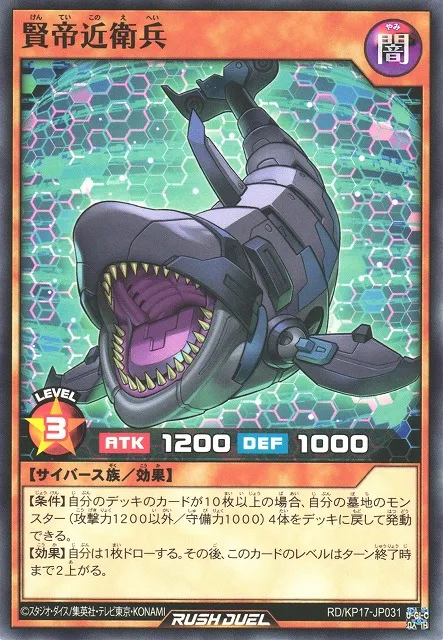 賢帝近衛兵
闇
LEVEL
3
ATK 1200 DEF 1000
【サイバース族／効果】
【条件】自分のデッキのカードが10枚以上の場合、自分の墓地のモン
スター（攻撃力1200以外／守備力1000）4体をデッキに戻して発動
できる。
【効果】自分は1枚ドローする。その後、このカードのレベルはターン終了時
まで2上がる。
©スタジオ・ダイス/集英社・テレビ東京・KONAMI
RUSH DUEL
RD/KP17-JP031